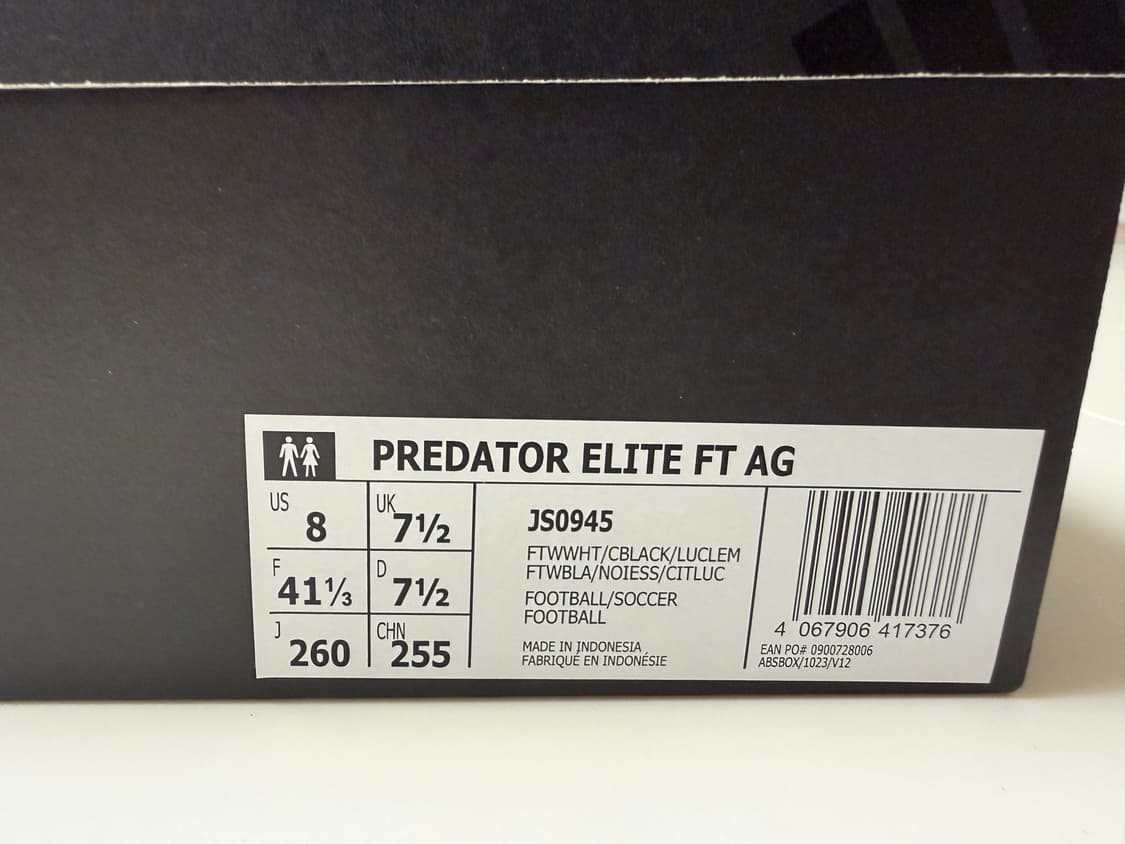 PREDATOR ELITE FT AG
US 8
UK 7½
F 41⅓
D 7½
J 260
CHN 255
JS0945
FTWWHT/CBLACK/LUCLEM
FTWBLA/NOIESS/CITLUC
FOOTBALL/SOCCER
FOOTBALL
MADE IN INDONESIA
FABRIQUÉ EN INDONÉSIE
4 067906 417376
EAN PO# 0900728006
ABSBOX/1023/V12